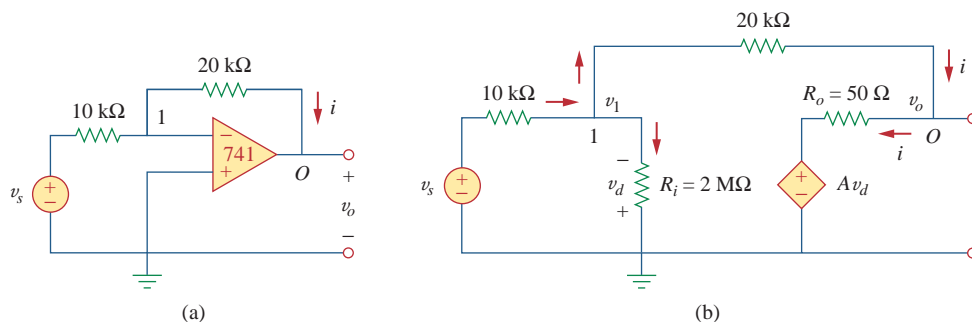 20 kΩ
10 kΩ
1
i
−
741
+
O
+
−
v_s
+
v_o
−
(a)
20 kΩ
i
10 kΩ
v_1
1
R_o = 50 Ω
v_o
O
i
+
−
v_s
−
v_d
+
R_i = 2 MΩ
+
−
Av_d
(b)